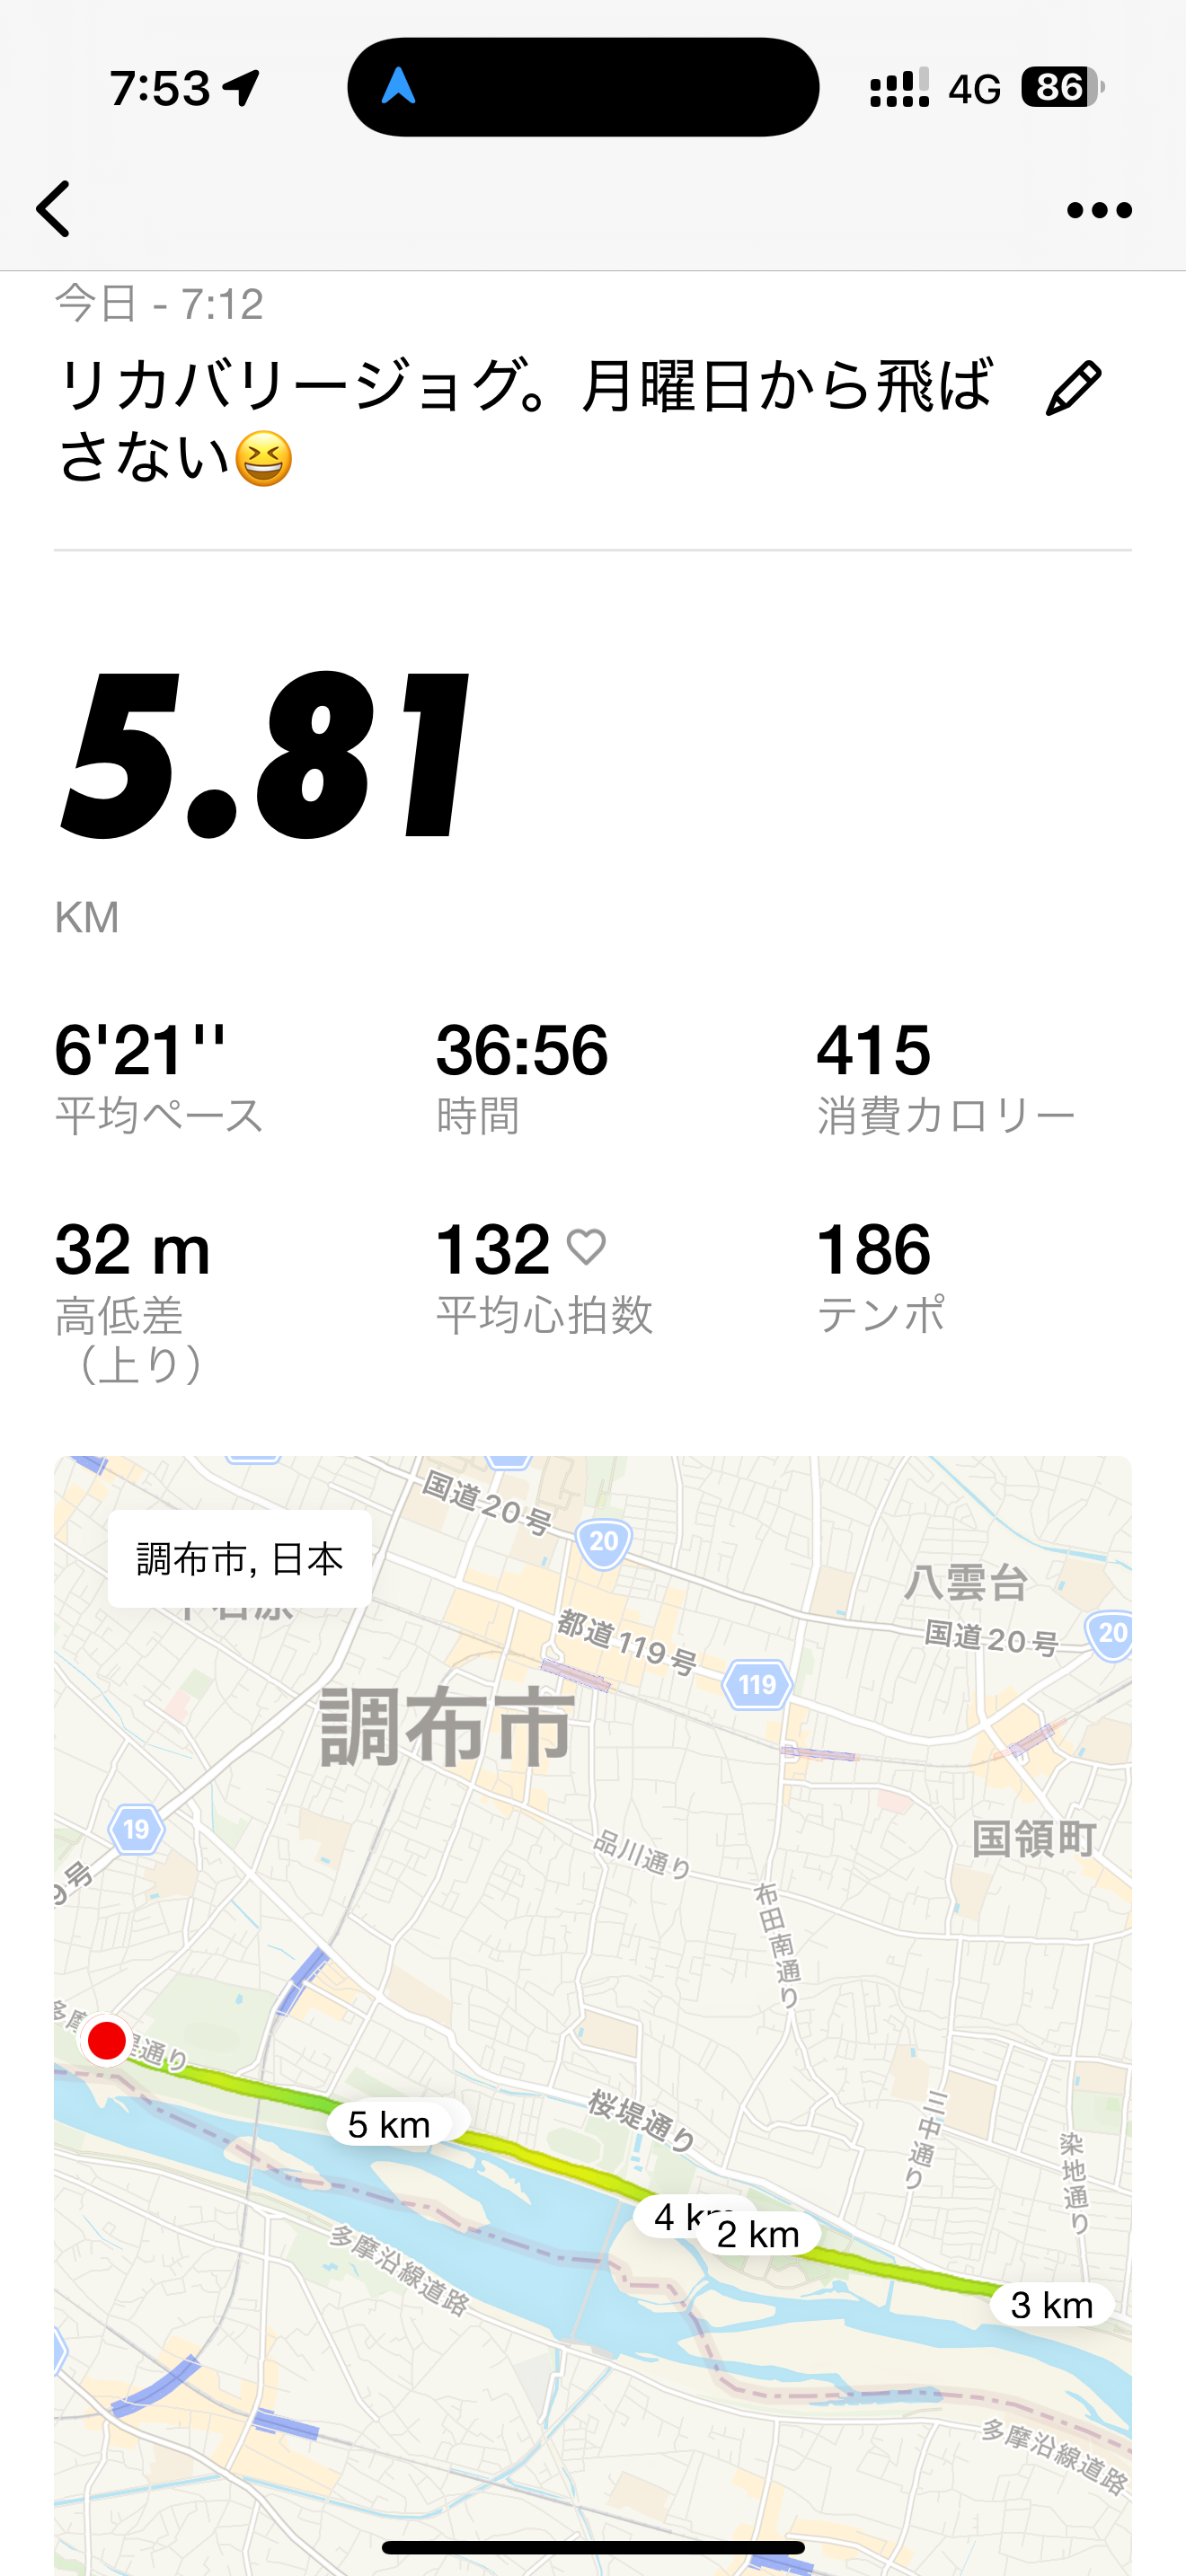 7:53
4G
86
今日 - 7:12
リカバリージョグ。月曜日から飛ば
さない😆
5.81
KM
6'21''
36:56
415
平均ペース
時間
消費カロリー
32 m
132
186
高低差
（上り）
平均心拍数
テンポ
国道20号
20
調布市, 日本
八雲台
都道119号
国道20号
20
119
調布市
19
国領町
品川通り
9号
布田南通り
通り
5 km
桜堤通り
三中通り
染地通り
4 km
2 km
多摩沿線道路
3 km
多摩沿線道路